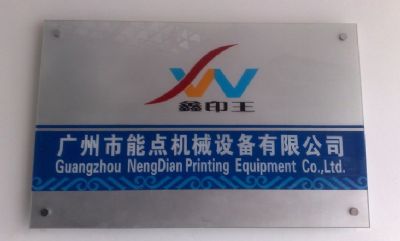 鑫印王
广州市能点机械设备有限公司
Guangzhou NengDian Printing Equipment Co.,Ltd.